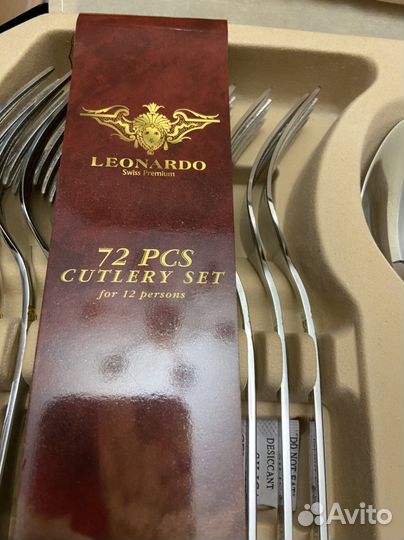 LEONARDO
Swiss Premium
72 PCS
CUTLERY SET
for 12 persons
"DO NOT EAT"
DESICCANT
Avito